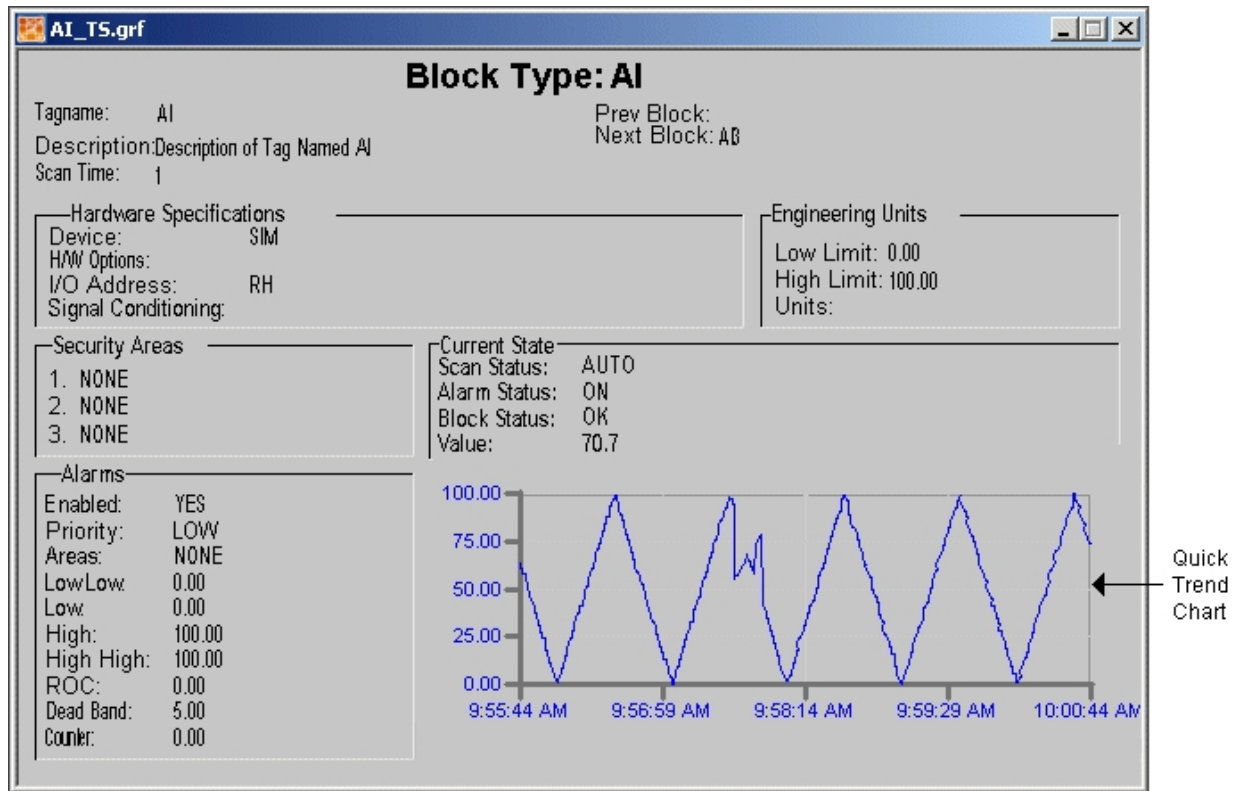 AI_TS.grf
Block Type: AI
Tagname: AI
Prev Block:
Next Block: AB
Description: Description of Tag Named AI
Scan Time: 1
Hardware Specifications
Device: SIM
H/W Options:
I/O Address: RH
Signal Conditioning:
Engineering Units
Low Limit: 0.00
High Limit: 100.00
Units:
Security Areas
1. NONE
2. NONE
3. NONE
Current State
Scan Status: AUTO
Alarm Status: ON
Block Status: OK
Value: 70.7
Alarms
Enabled: YES
Priority: LOW
Areas: NONE
LowLow: 0.00
Low: 0.00
High: 100.00
High High: 100.00
ROC: 0.00
Dead Band: 5.00
Counter: 0.00
100.00
75.00
50.00
25.00
0.00
9:55:44 AM 9:56:59 AM 9:58:14 AM 9:59:29 AM 10:00:44 AM
Quick
Trend
Chart